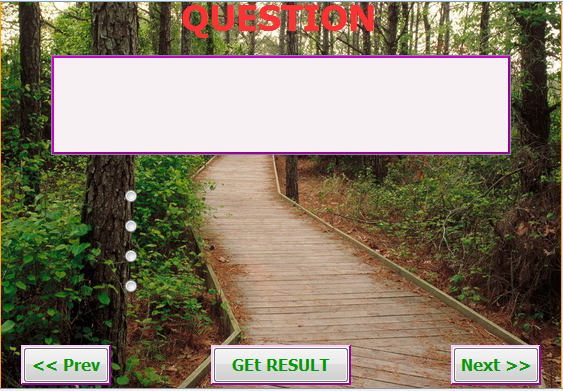 QUESTION
<< Prev
GEt RESULT
Next >>